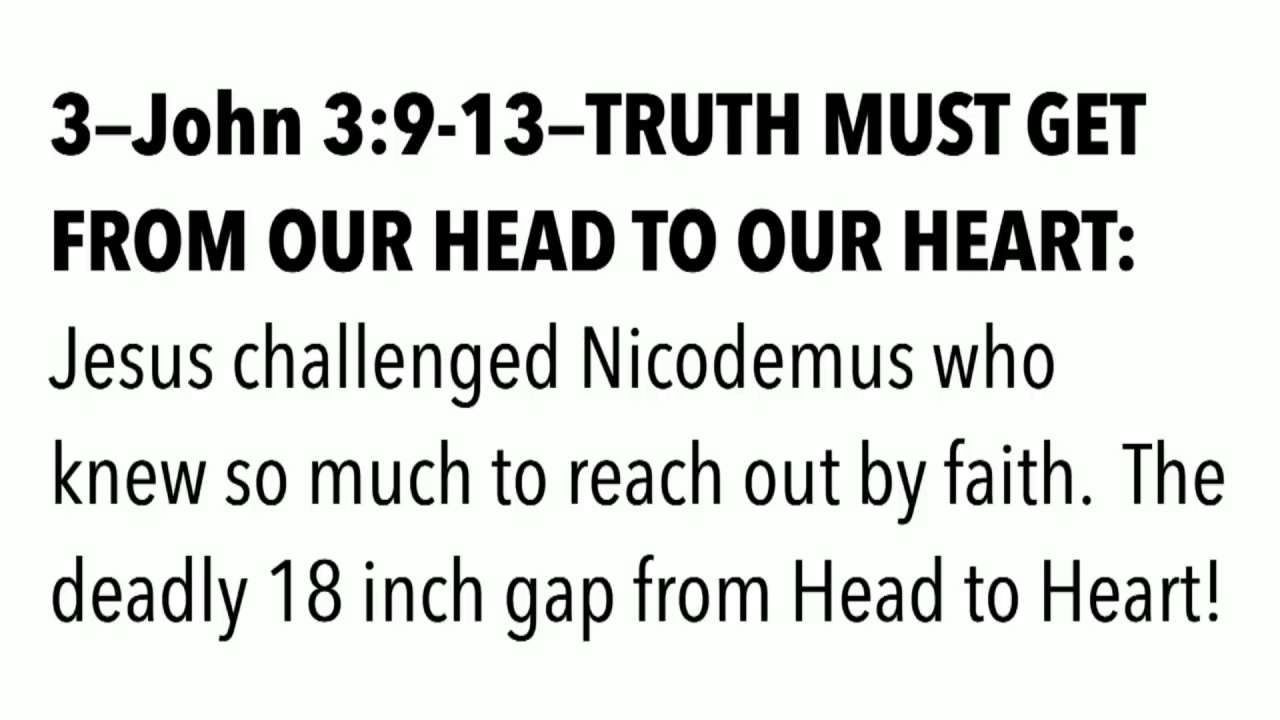 3–John 3:9-13–TRUTH MUST GET
FROM OUR HEAD TO OUR HEART:
Jesus challenged Nicodemus who
knew so much to reach out by faith.  The
deadly 18 inch gap from Head to Heart!